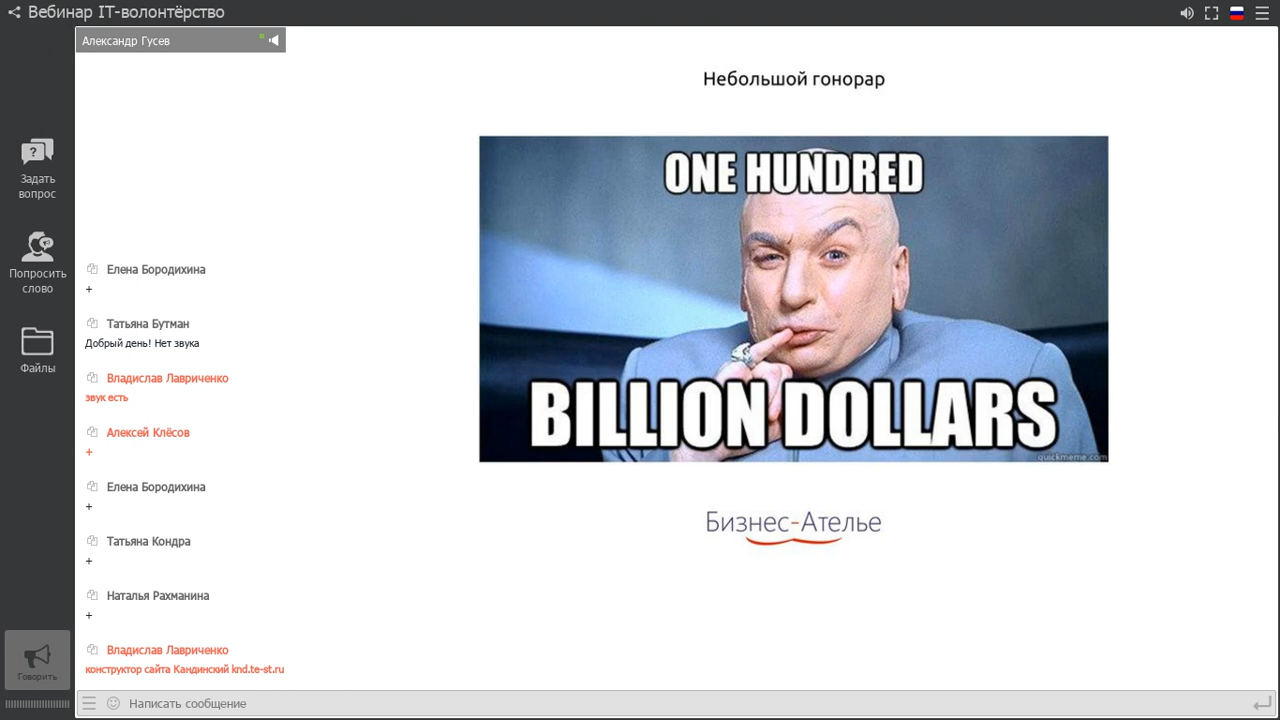 Вебинар IT-волонтёрство
Александр Гусев
Задать
вопрос
Попросить
слово
Файлы
Говорить
Елена Бородихина
+
Татьяна Бутман
Добрый день! Нет звука
Владислав Лавриченко
звук есть
Алексей Клёсов
+
Елена Бородихина
+
Татьяна Кондра
+
Наталья Рахманина
+
Владислав Лавриченко
конструктор сайта Кандинский knd.te-st.ru
Написать сообщение
Небольшой гонорар
ONE HUNDRED
BILLION DOLLARS
quickmeme.com
Бизнес-Ателье